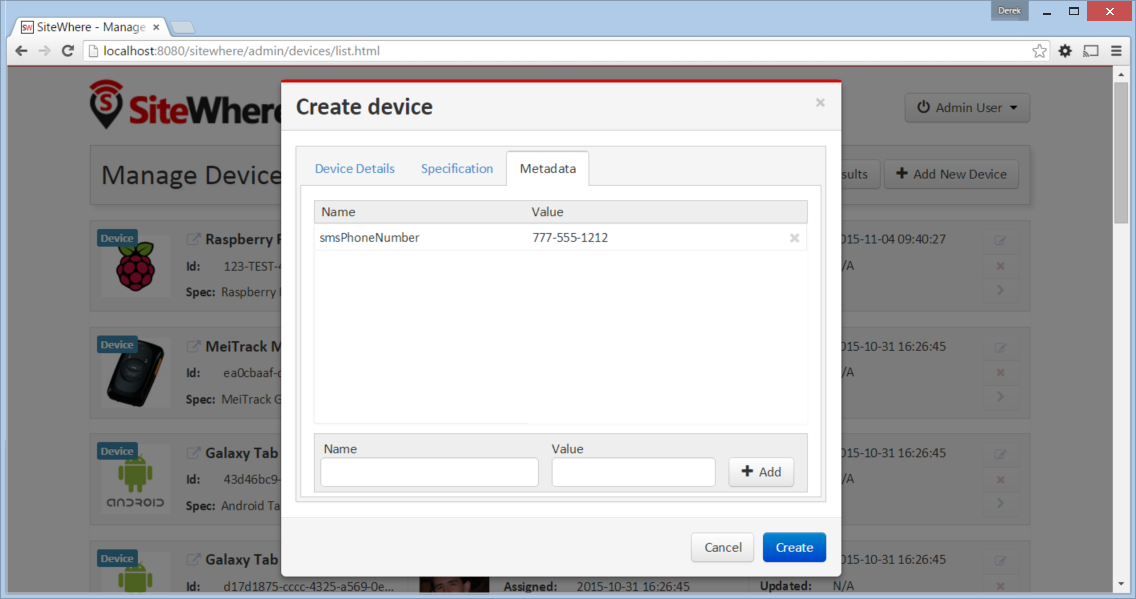 Derek
SiteWhere - Manage
localhost:8080/sitewhere/admin/devices/list.html
SiteWhere
Admin User
Create device
Manage Device
Add New Device
Device Details Specification Metadata
Name Value
smsPhoneNumber 777-555-1212
Name Value
Add
Cancel Create
Device
Raspberry
2015-11-04 09:40:27
Id: 123-TEST-
N/A
Spec: Raspberry
Device
MeiTrack
2015-10-31 16:26:45
Id: ea0cbaaf-
N/A
Spec: MeiTrack
Device
Galaxy Tab
2015-10-31 16:26:45
Id: 43d46bc9-
N/A
android
Spec: Android Ta
Device
Galaxy Tab
2015-10-31 16:26:45
Id: d17d1875-cccc-4325-a569-0e...
Assigned: 2015-10-31 16:26:45
Updated: N/A